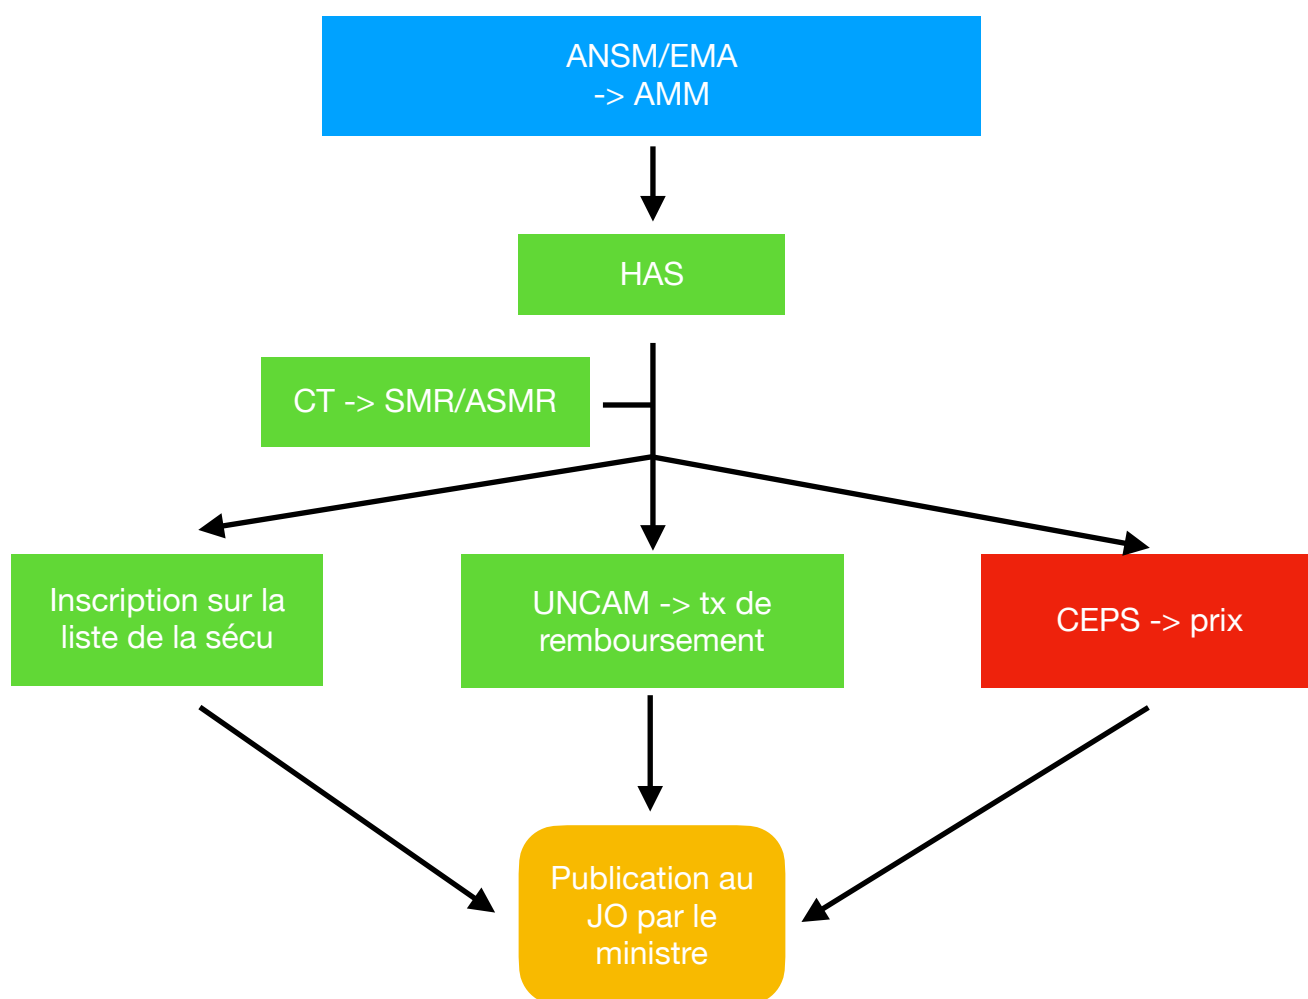 ANSM/EMA
-> AMM
HAS
CT -> SMR/ASMR
Inscription sur la
liste de la sécu
UNCAM -> tx de
remboursement
CEPS -> prix
Publication au
JO par le
ministre